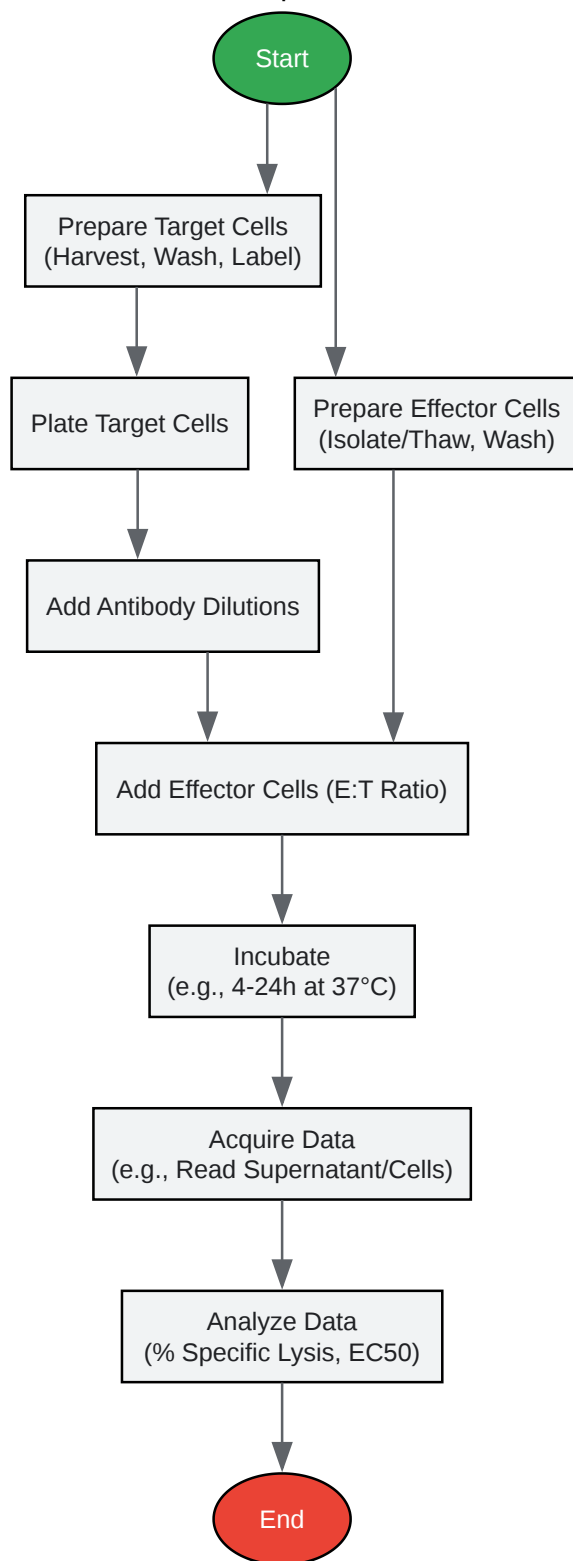 Start
Prepare Target Cells
(Harvest, Wash, Label)
Plate Target Cells
Prepare Effector Cells
(Isolate/Thaw, Wash)
Add Antibody Dilutions
Add Effector Cells (E:T Ratio)
Incubate
(e.g., 4-24h at 37°C)
Acquire Data
(e.g., Read Supernatant/Cells)
Analyze Data
(% Specific Lysis, EC50)
End